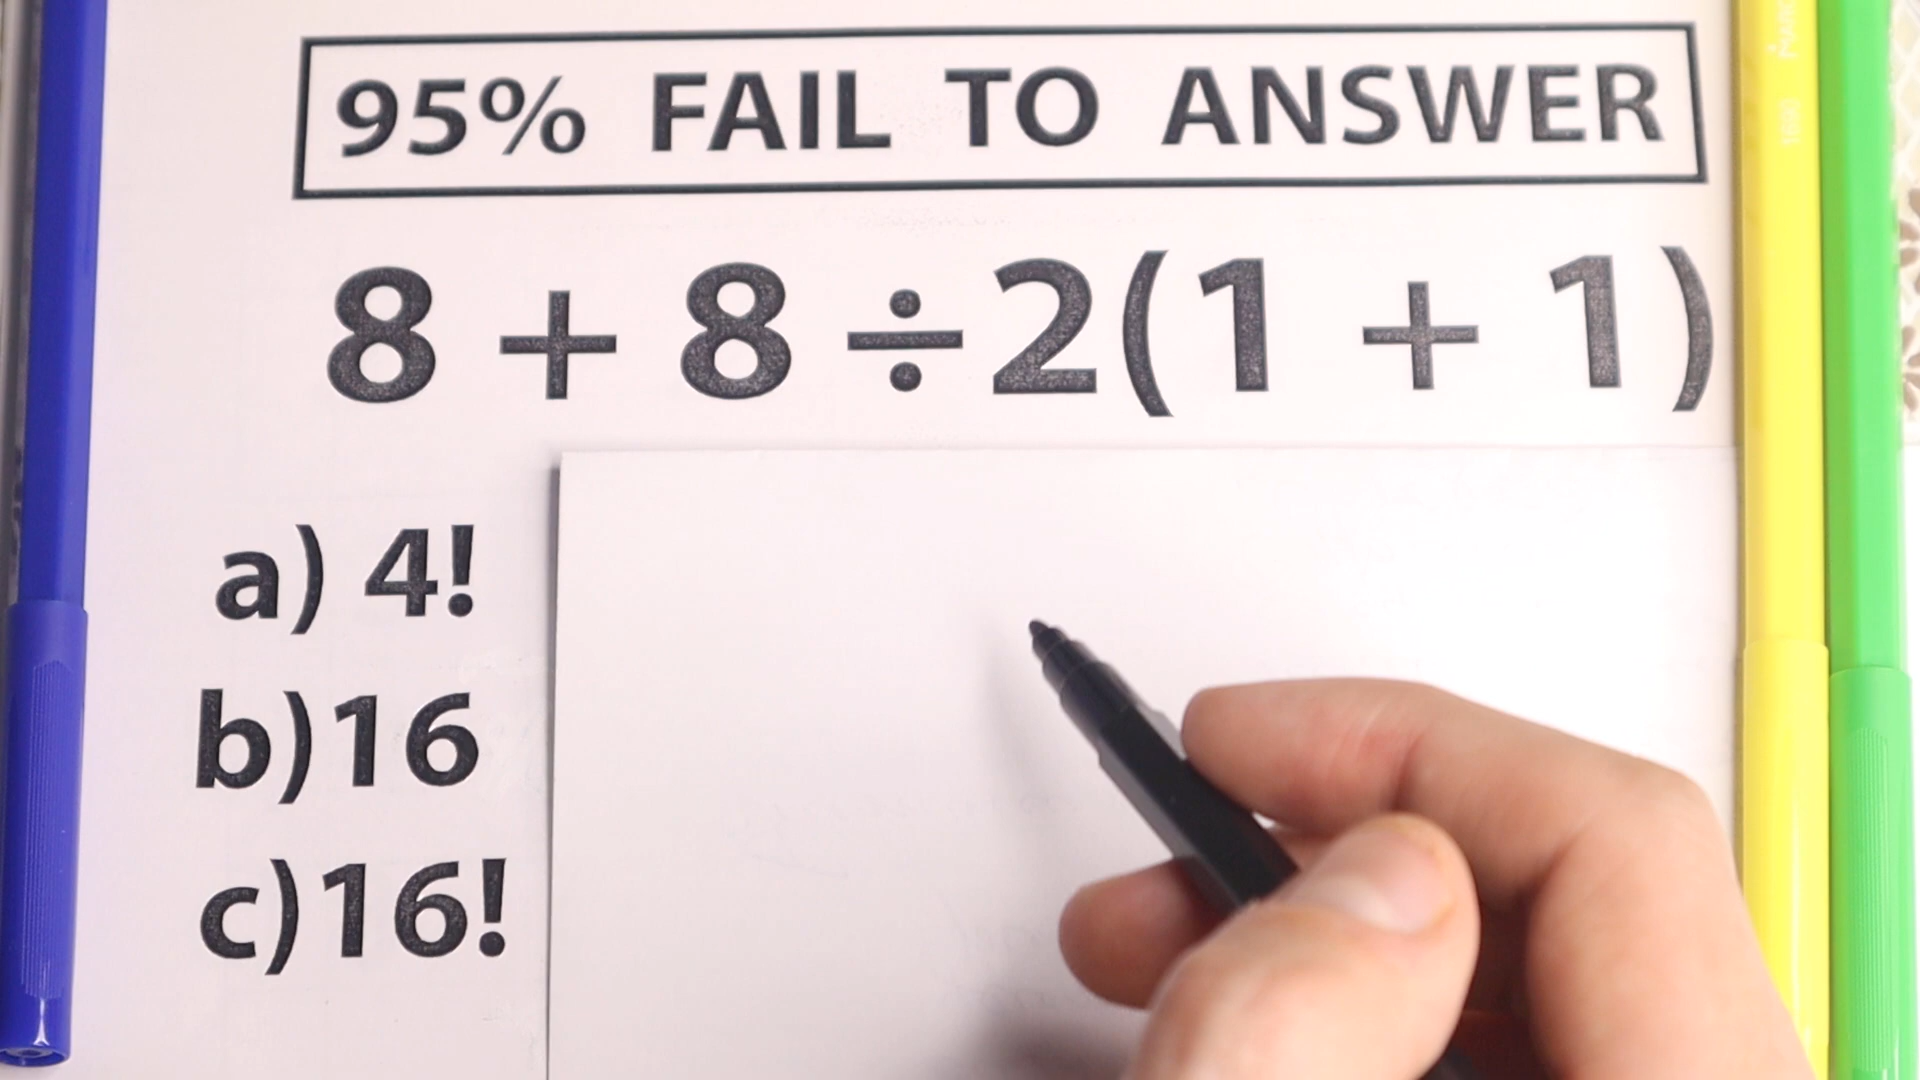 95% FAIL TO ANSWER
8 + 8 ÷ 2(1 + 1)
a) 4!
b) 16
c) 16!